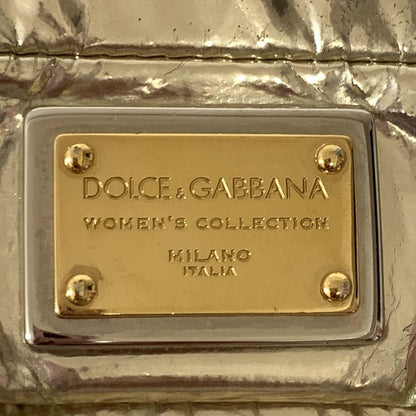 DOLCE & GABBANA
WOMEN'S COLLECTION
MILANO
ITALIA